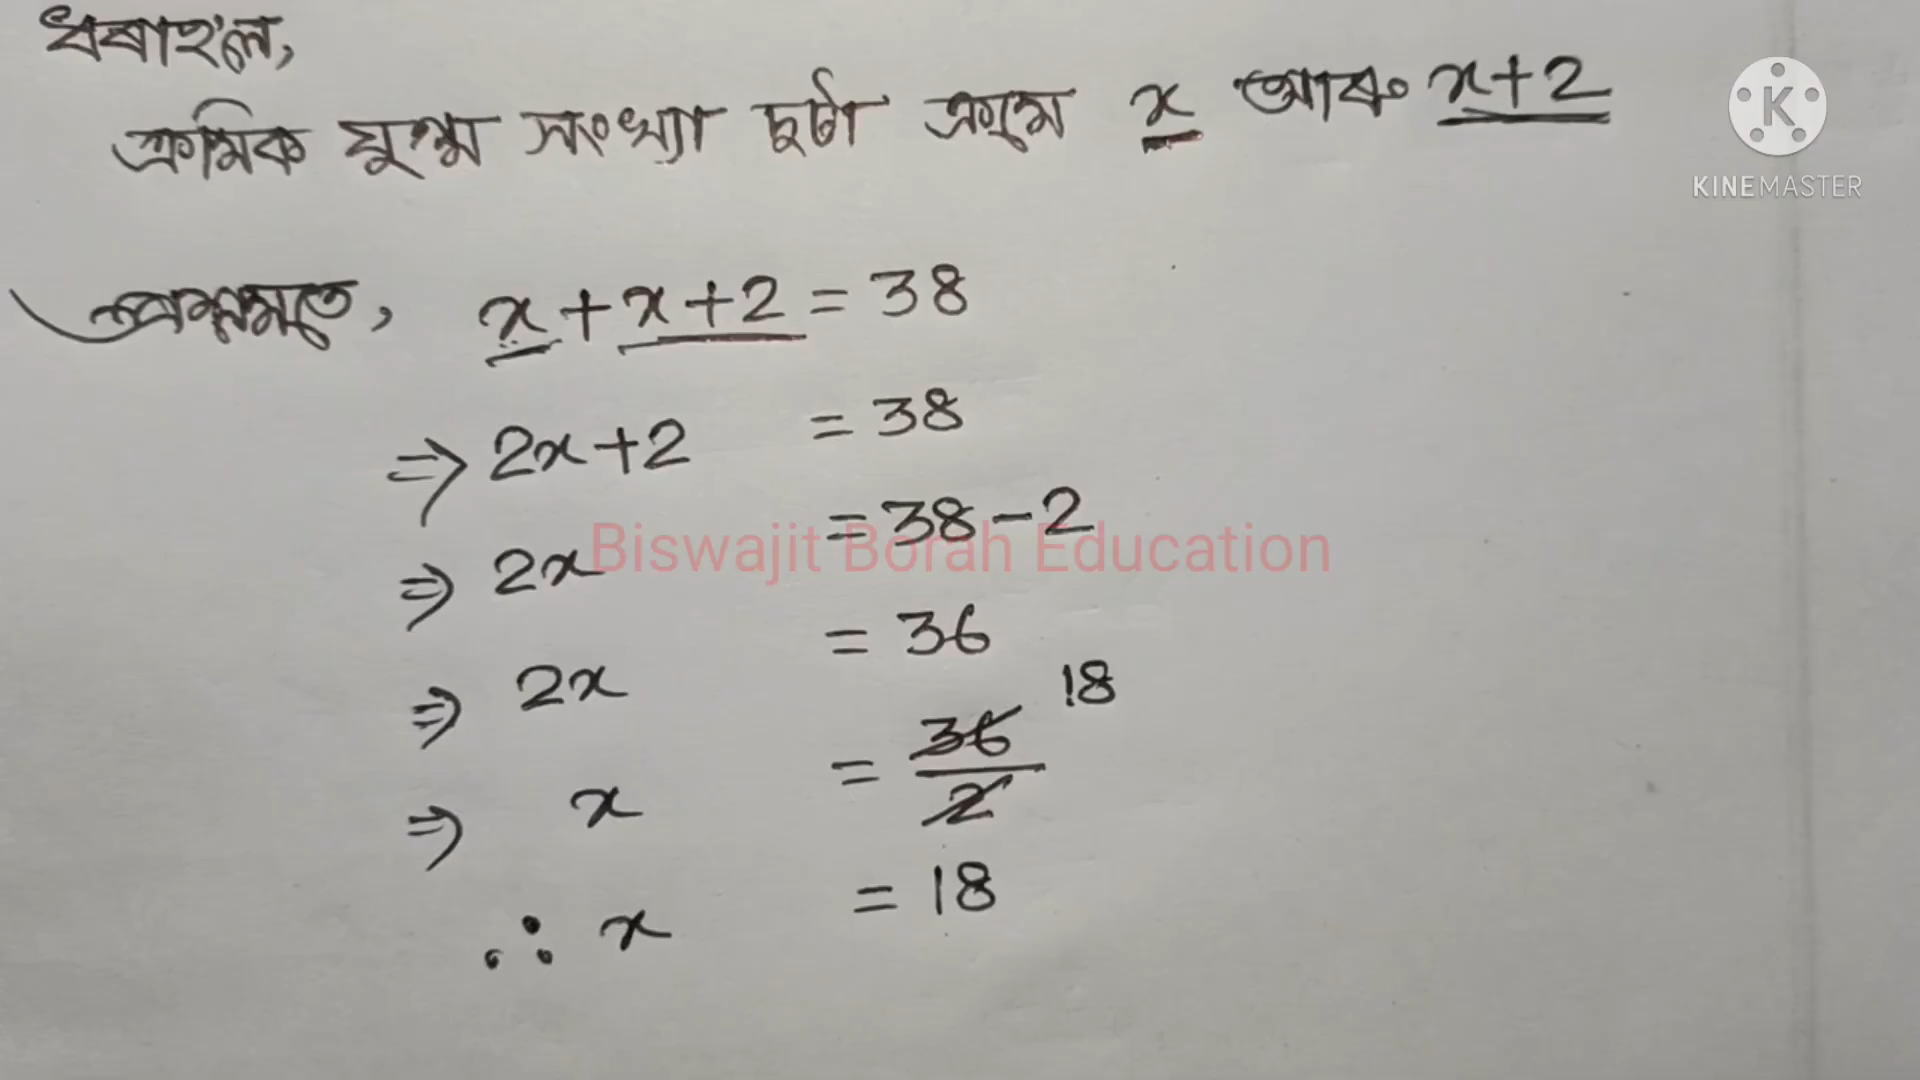 ধৰাহ'লে,
ক্ৰমিক যুগ্ম সংখ্যা দুটা ক্ৰমে x আৰু x+2
KINEMASTER
প্ৰশ্নমতে, x + x + 2 = 38
⇒ 2x + 2 = 38
⇒ 2x = 38 - 2
Biswajit Borah Education
⇒ 2x = 36
⇒ x = 36/2 18
∴ x = 18